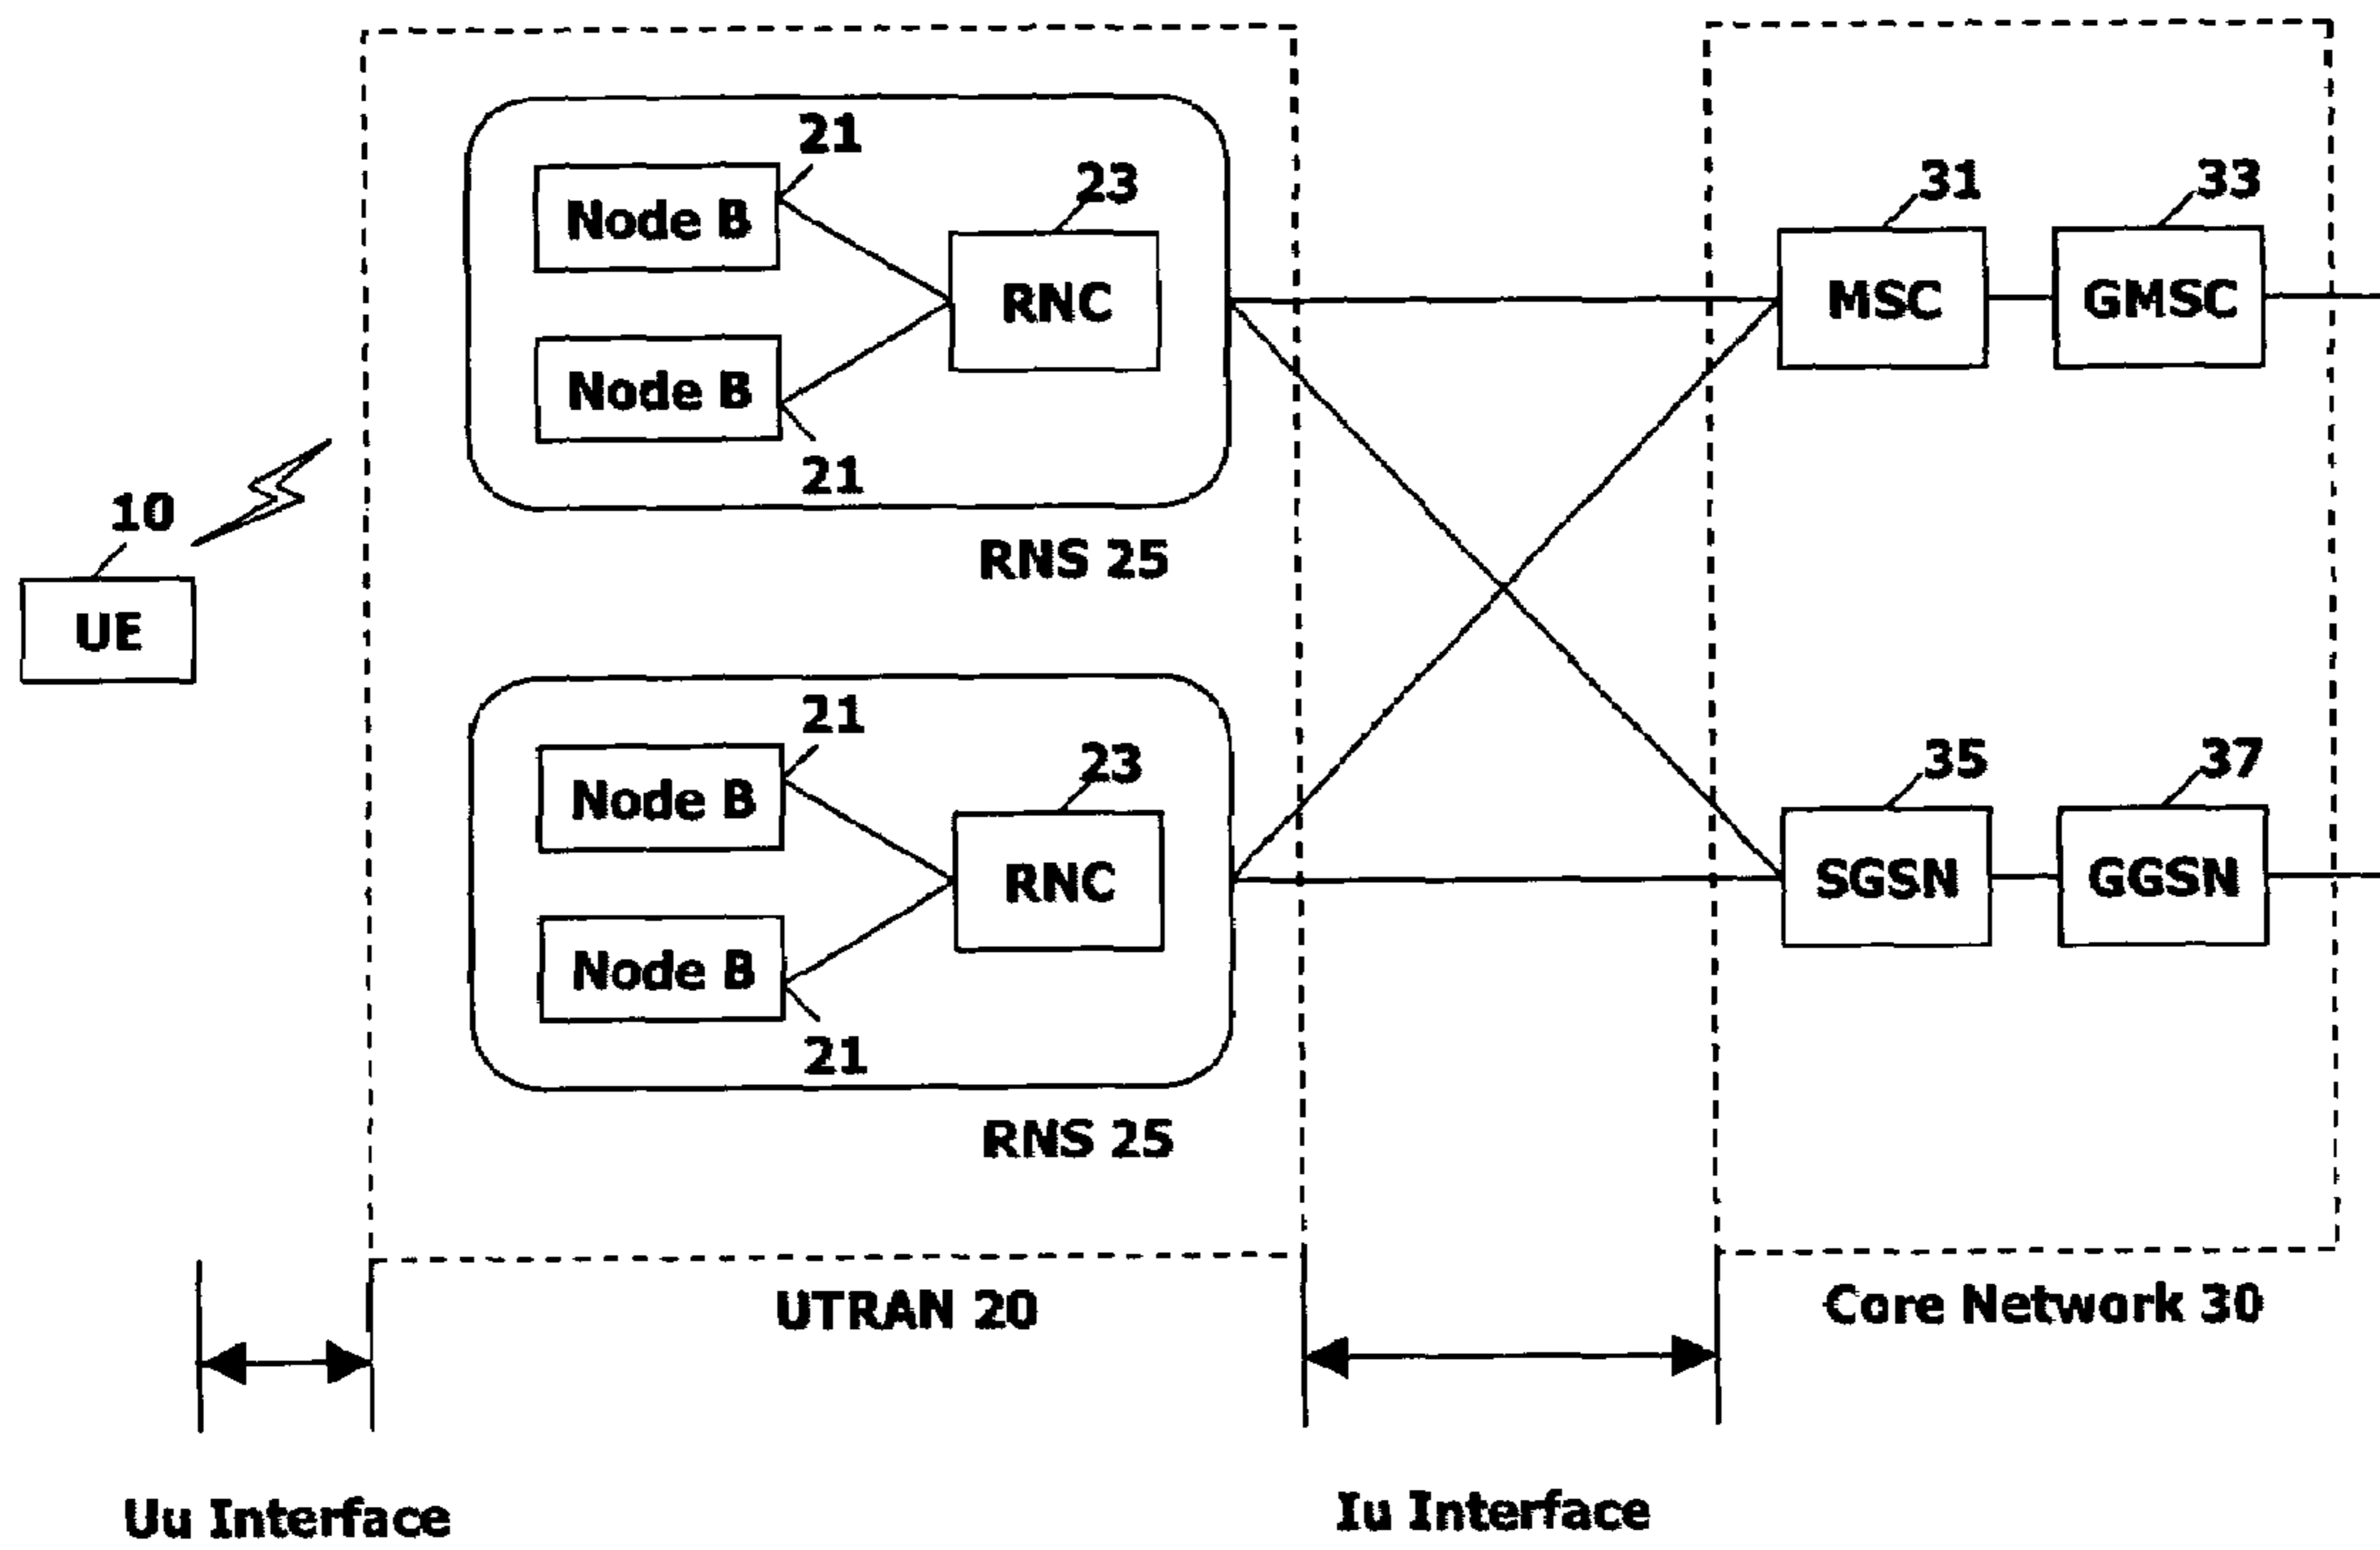 21
23
Node B
RNC
Node B
21
RNS 25
10
UE
21
23
Node B
RNC
Node B
21
RNS 25
31
33
MSC
GMSC
35
37
SGSN
GGSN
UTRAN 20
Core Network 30
Uu Interface
Iu Interface